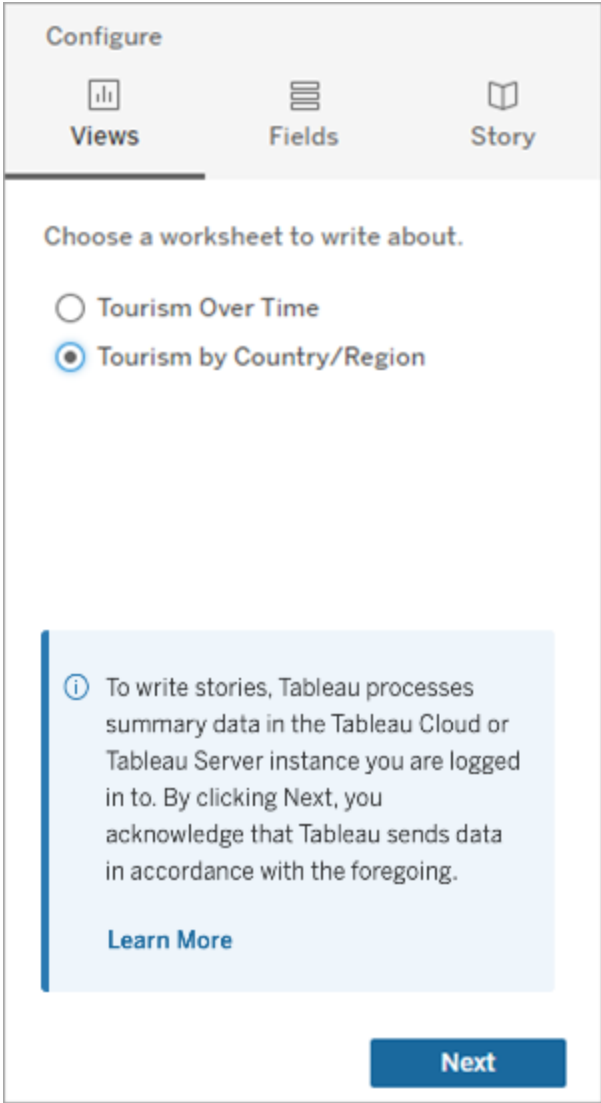 Configure
Views Fields Story
Choose a worksheet to write about.
Tourism Over Time
Tourism by Country/Region
To write stories, Tableau processes
summary data in the Tableau Cloud or
Tableau Server instance you are logged
in to. By clicking Next, you
acknowledge that Tableau sends data
in accordance with the foregoing.
Learn More
Next